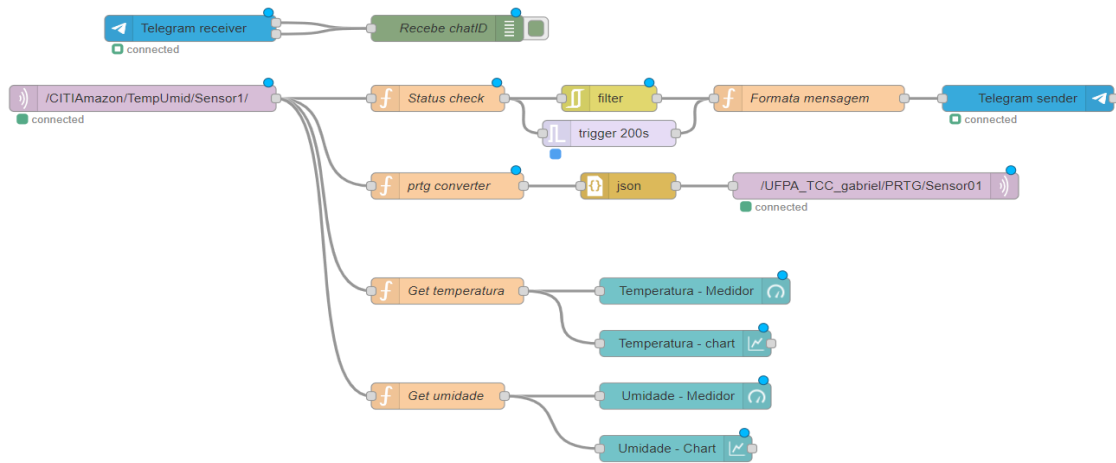 Telegram receiver
connected
Recebe chatID
/CITIAmazon/TempUmid/Sensor1/
connected
Status check
filter
trigger 200s
Formata mensagem
Telegram sender
connected
prtg converter
json
/UFPA_TCC_gabriel/PRTG/Sensor01
connected
Get temperatura
Temperatura - Medidor
Temperatura - chart
Get umidade
Umidade - Medidor
Umidade - Chart